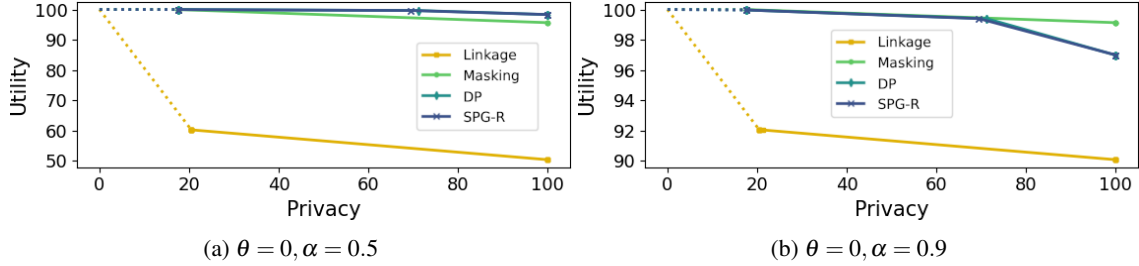 100
90
80
70
60
50
Utility
0 20 40 60 80 100
Privacy
Linkage
Masking
DP
SPG-R
(a) θ = 0, α = 0.5
100
98
96
94
92
90
Utility
0 20 40 60 80 100
Privacy
Linkage
Masking
DP
SPG-R
(b) θ = 0, α = 0.9